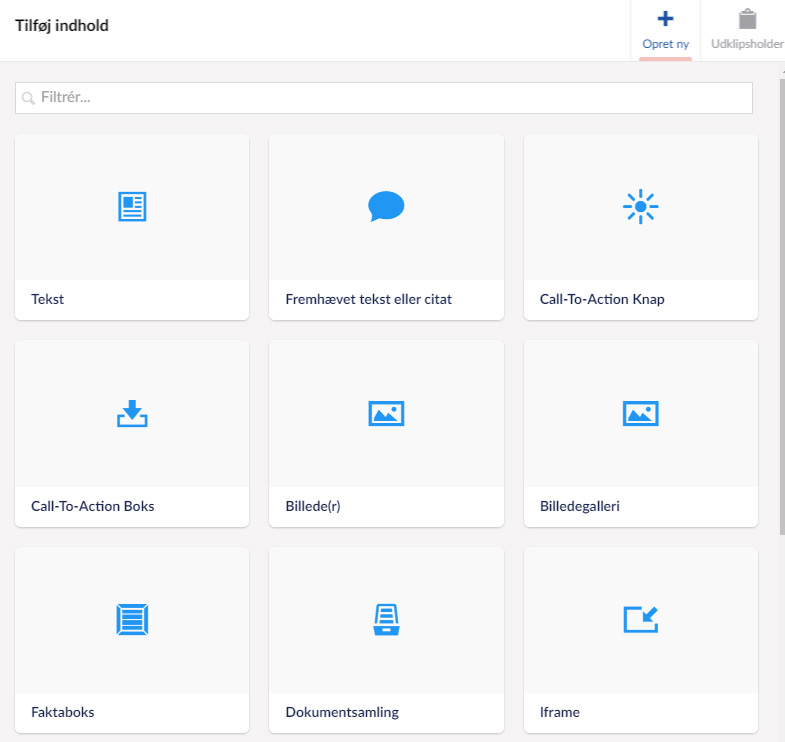 Tilføj indhold
Opret ny
Udklipsholder
Filtrér...
Tekst
Fremhævet tekst eller citat
Call-To-Action Knap
Call-To-Action Boks
Billede(r)
Billedegalleri
Faktaboks
Dokumentsamling
Iframe